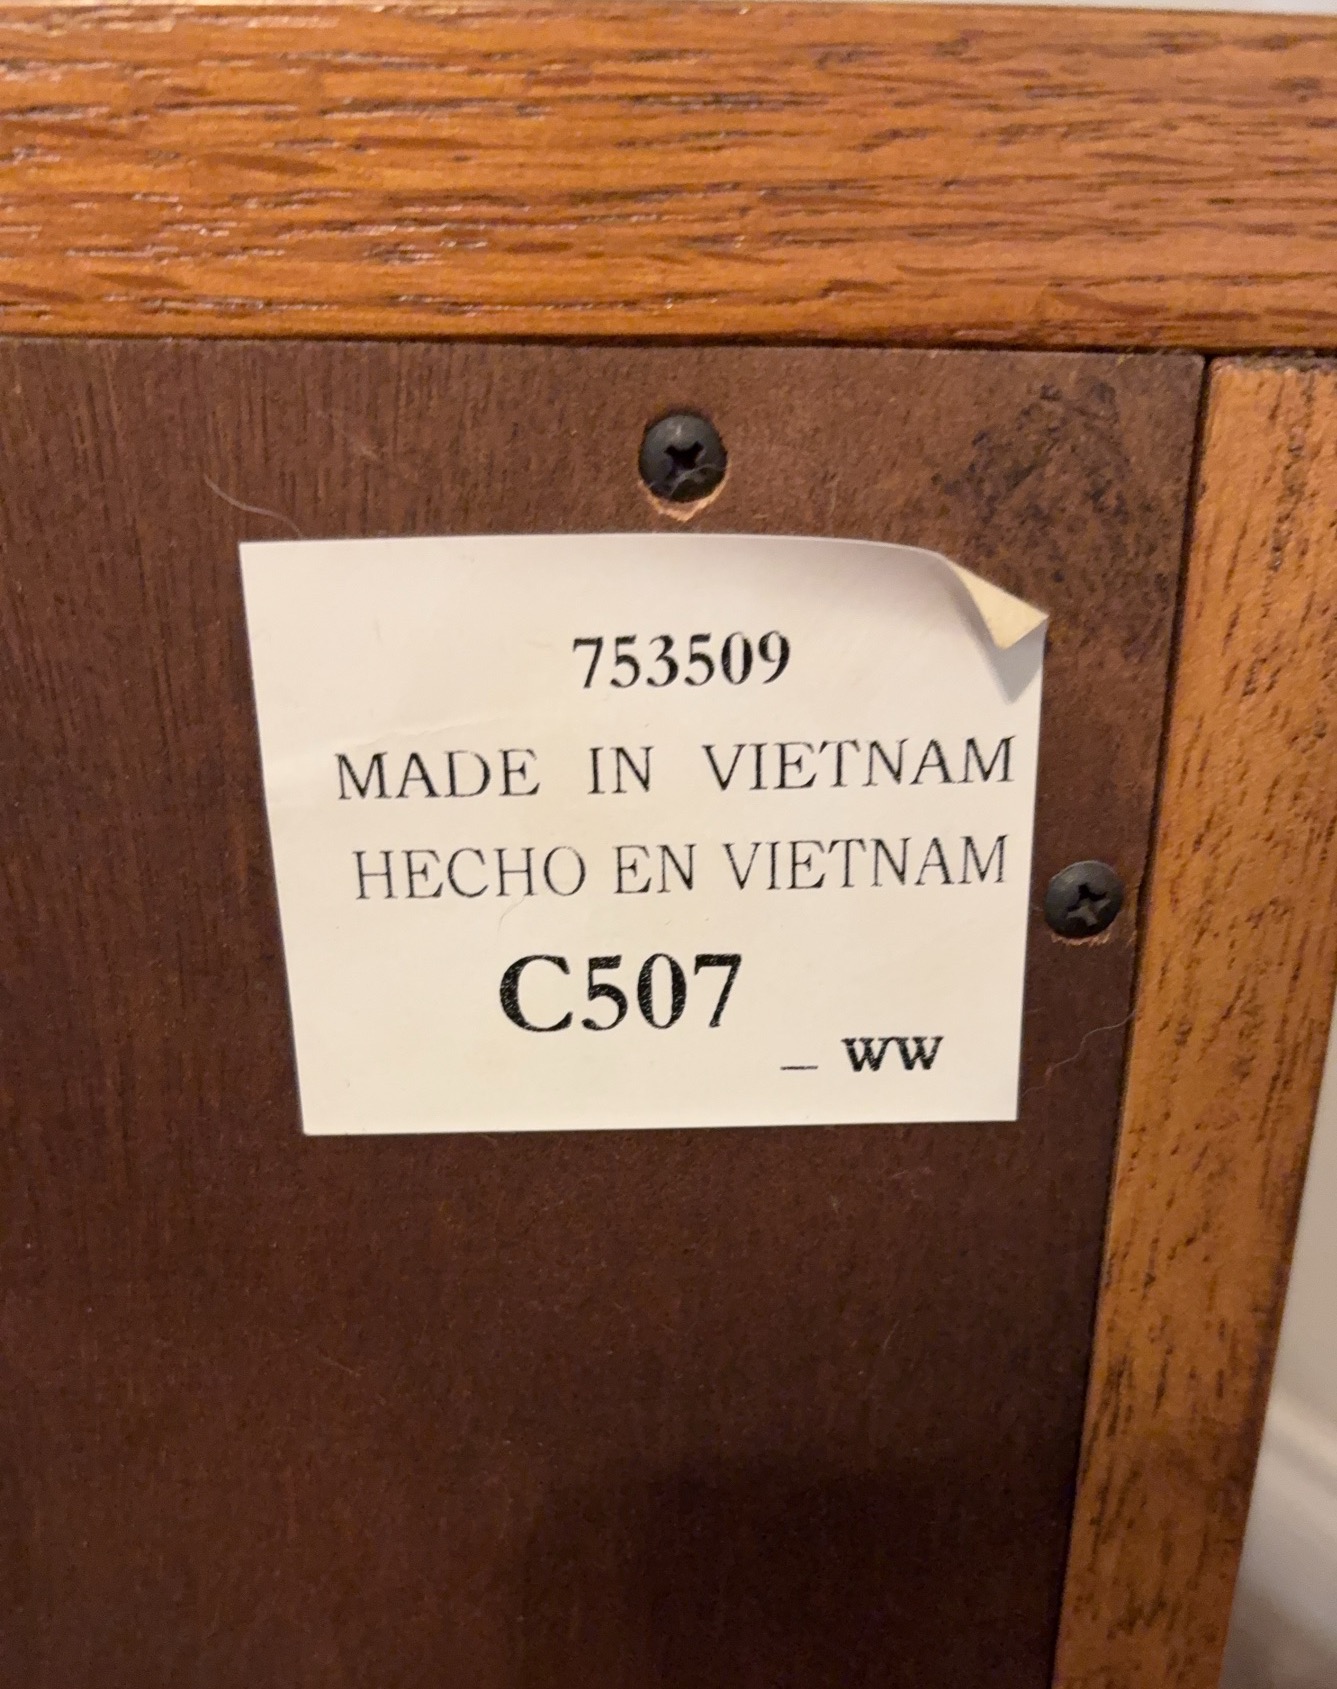 753509
MADE IN VIETNAM
HECHO EN VIETNAM
C507
_ WW